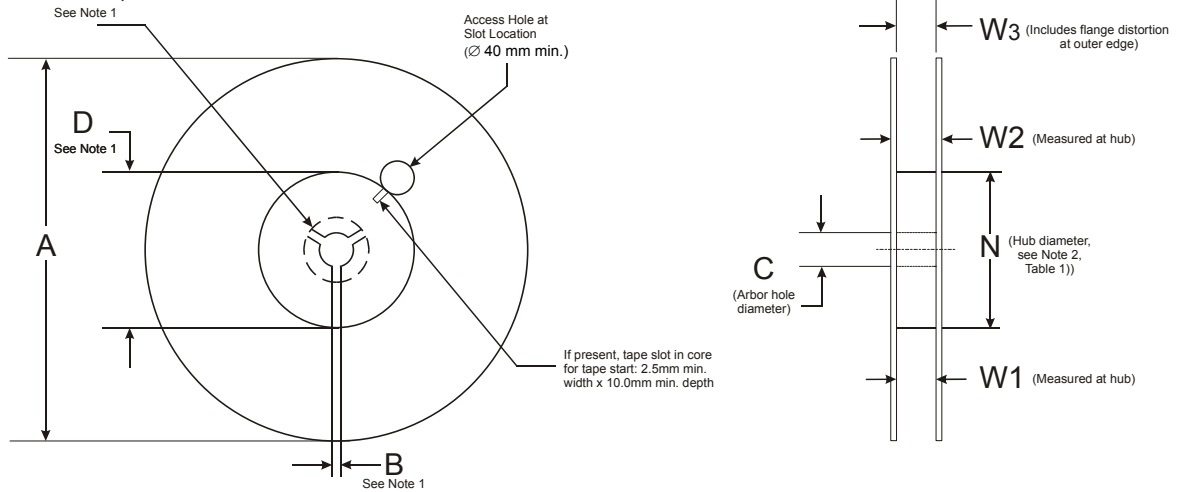 See Note 1
Access Hole at
Slot Location
(∅ 40 mm min.)
D
See Note 1
A
If present, tape slot in core
for tape start: 2.5mm min.
width x 10.0mm min. depth
B
See Note 1
W3 (Includes flange distortion
at outer edge)
W2 (Measured at hub)
N (Hub diameter,
see Note 2,
Table 1))
C
(Arbor hole
diameter)
W1 (Measured at hub)